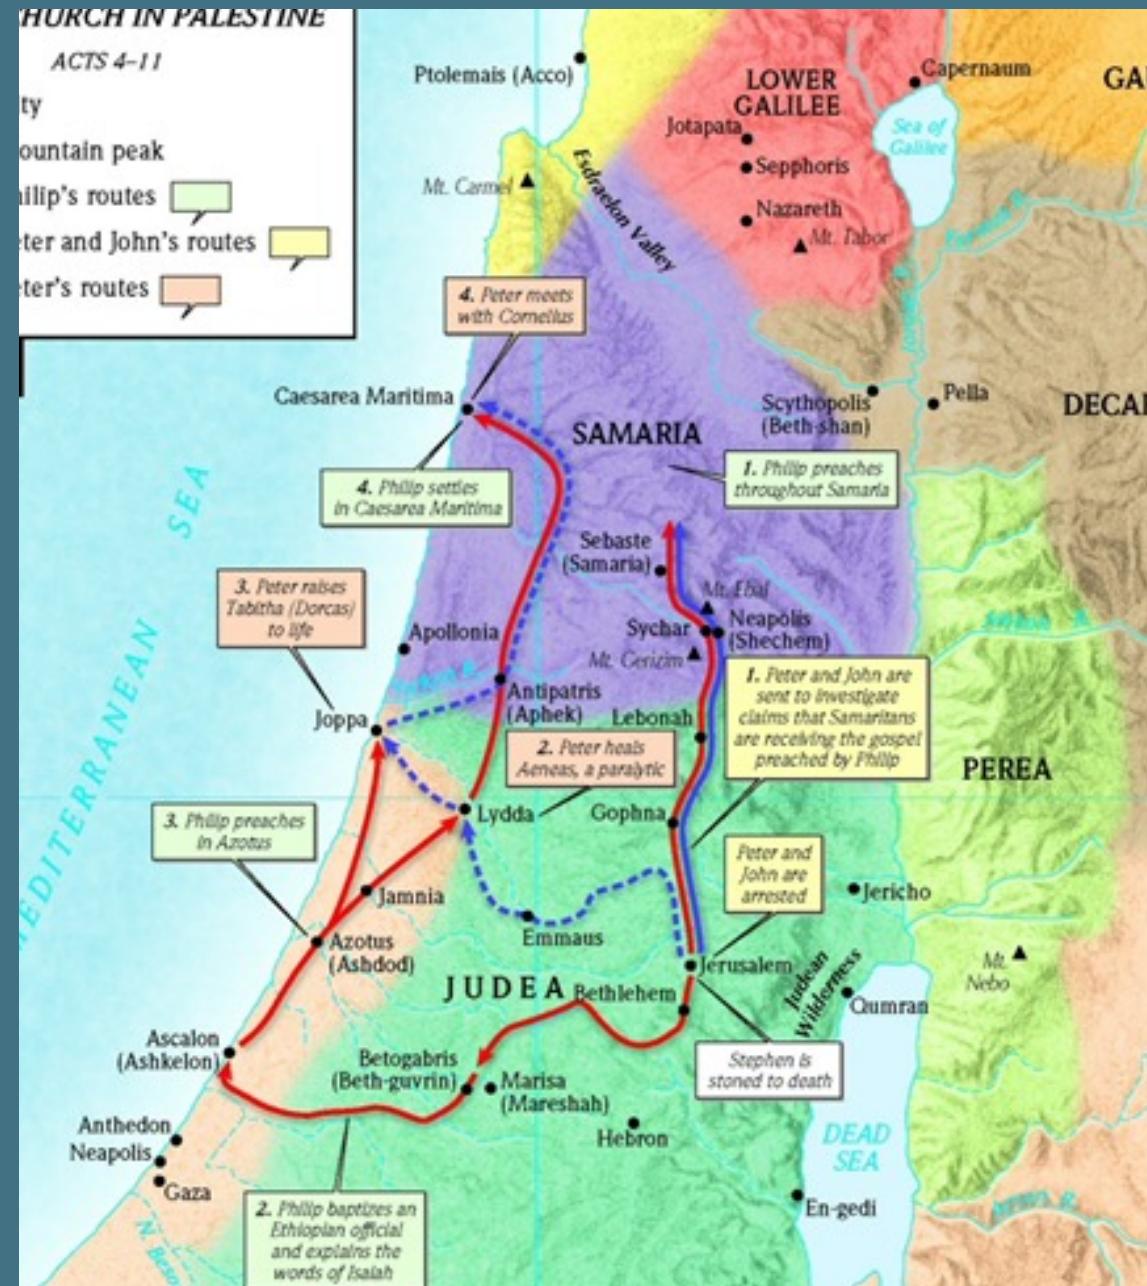 HURCH IN PALESTINE
ACTS 4–11
ty
ountain peak
ilip's routes
ter and John's routes
ter's routes
Ptolemais (Acco)
LOWER
GALILEE
Capernaum
GA
Jotapata
Sea of
Galilee
Sepphoris
Mt. Carmel
Esdraelon Valley
Nazareth
Mt. Tabor
4. Peter meets
with Cornelius
Caesarea Maritima
Scythopolis
(Beth-shan)
Pella
DECA
SAMARIA
4. Philip settles
in Caesarea Maritima
1. Philip preaches
throughout Samaria
MEDITERRANEAN SEA
Sebaste
(Samaria)
3. Peter raises
Tabitha (Dorcas)
to life
Mt. Ebal
Apollonia
Sychar
Neapolis
(Shechem)
Mt. Gerizim
Antipatris
(Aphek)
1. Peter and John are
sent to investigate
claims that Samaritans
are receiving the gospel
preached by Philip
Joppa
Lebonah
2. Peter heals
Aeneas, a paralytic
PEREA
3. Philip preaches
in Azotus
Lydda
Gophna
Peter and
John are
arrested
Jamnia
Jericho
Emmaus
Azotus
(Ashdod)
Jerusalem
Judean
Wilderness
Mt.
Nebo
JUDEA
Bethlehem
Qumran
Ascalon
(Ashkelon)
Betogabris
(Beth-guvrin)
Marisa
(Mareshah)
Stephen is
stoned to death
Hebron
Anthedon
Neapolis
Gaza
DEAD
SEA
En-gedi
2. Philip baptizes an
Ethiopian official
and explains the
words of Isaiah
N. Beso